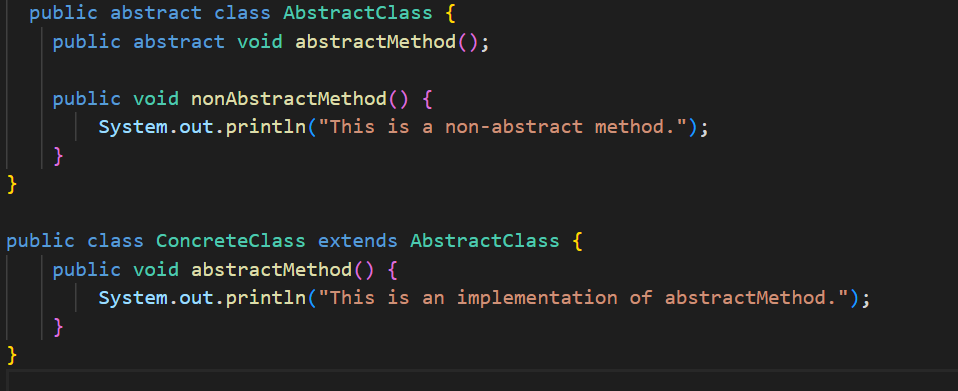 public abstract class AbstractClass {
public abstract void abstractMethod();
public void nonAbstractMethod() {
System.out.println("This is a non-abstract method.");
}
}
public class ConcreteClass extends AbstractClass {
public void abstractMethod() {
System.out.println("This is an implementation of abstractMethod.");
}
}